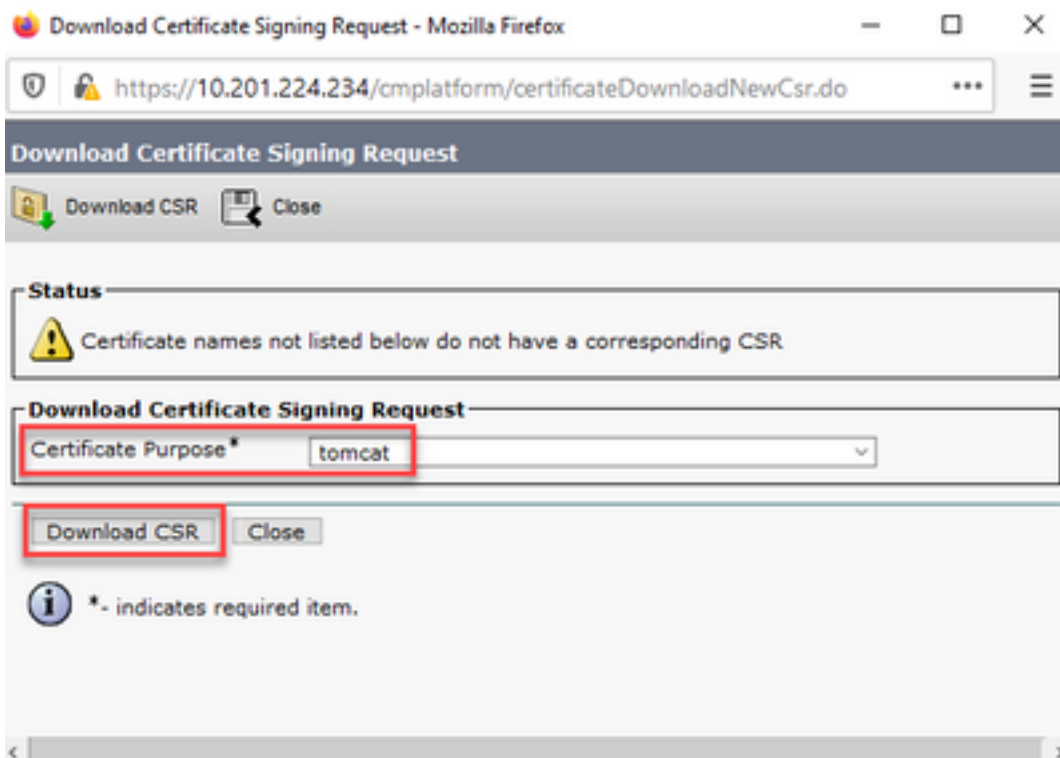 Download Certificate Signing Request - Mozilla Firefox
https://10.201.224.234/cmplatform/certificateDownloadNewCsr.do
Download Certificate Signing Request
Download CSR Close
Status
Certificate names not listed below do not have a corresponding CSR
Download Certificate Signing Request
Certificate Purpose* tomcat
Download CSR Close
*- indicates required item.